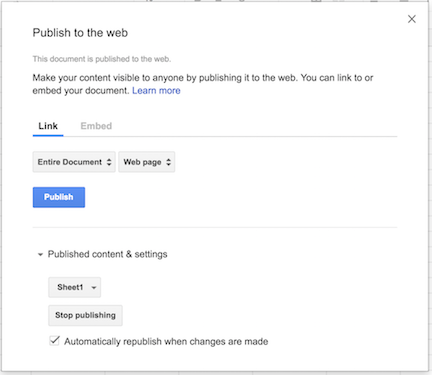 Publish to the web
This document is published to the web.
Make your content visible to anyone by publishing it to the web. You can link to or
embed your document. Learn more
Link Embed
Entire Document Web page
Publish
Published content & settings
Sheet1
Stop publishing
Automatically republish when changes are made